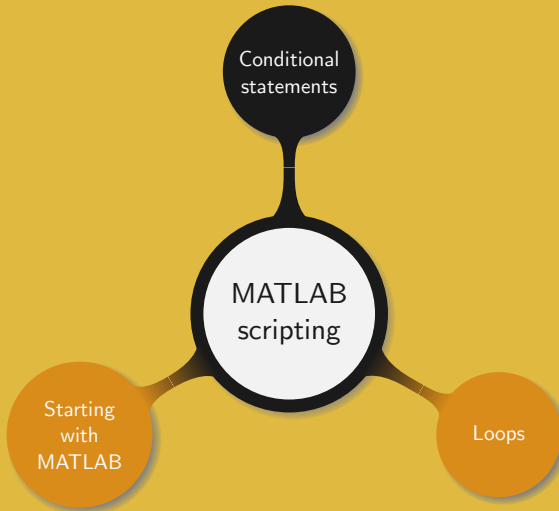 Conditional
statements
MATLAB
scripting
Starting
with
MATLAB
Loops